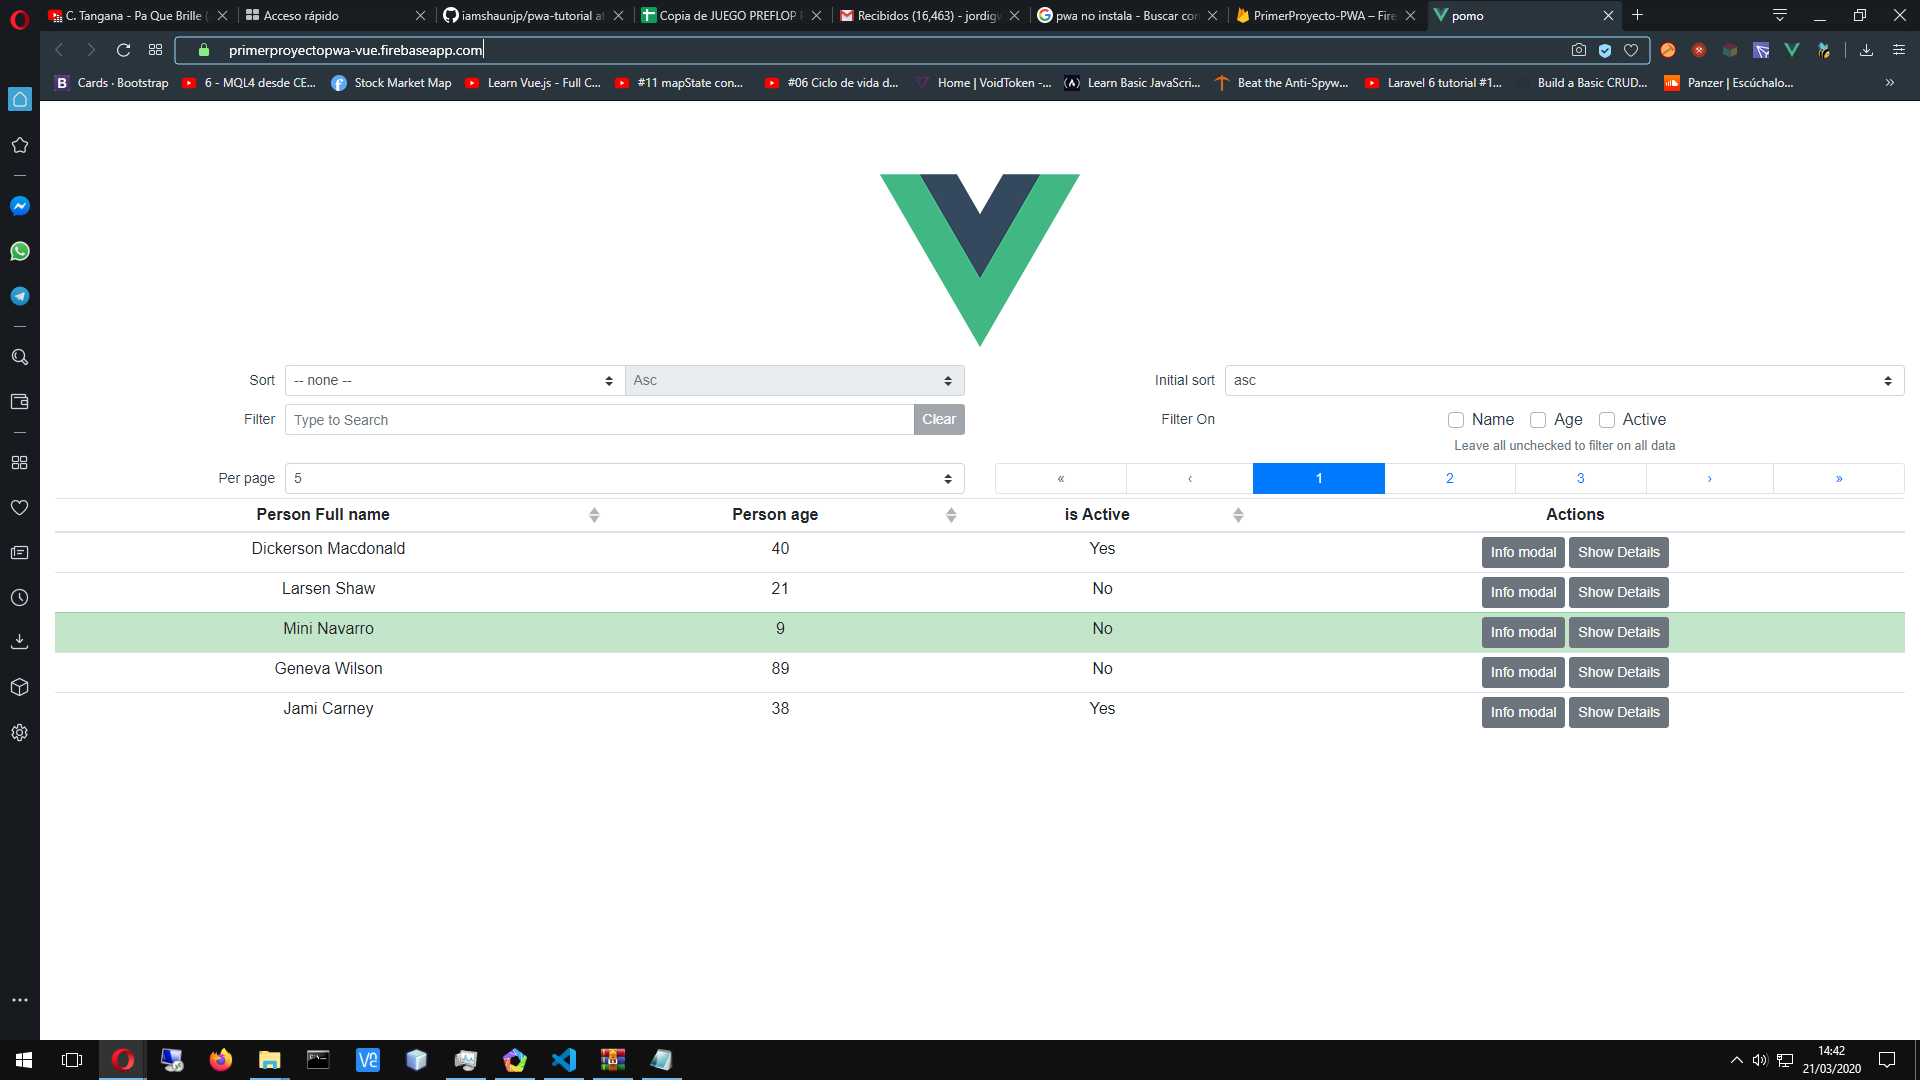 C. Tangana - Pa Que Brille (
Acceso rápido
iamshaunjp/pwa-tutorial at
Copia de JUEGO PREFLOP
Recibidos (16,463) - jordig
pwa no instala - Buscar con
PrimerProyecto-PWA – Fire
pomo
primerproyectopwa-vue.firebaseapp.com
Cards · Bootstrap
6 - MQL4 desde CE...
Stock Market Map
Learn Vue.js - Full C...
#11 mapState con...
#06 Ciclo de vida d...
Home | VoidToken -...
Learn Basic JavaScri...
Beat the Anti-Spyw...
Laravel 6 tutorial #1...
Build a Basic CRUD...
Panzer | Escúchalo...
»
Sort -- none -- Asc
Initial sort asc
Filter Type to Search Clear
Filter On Name Age Active
Leave all unchecked to filter on all data
Per page 5
« ‹ 1 2 3 › »
Person Full name Person age is Active Actions
Dickerson Macdonald 40 Yes Info modal Show Details
Larsen Shaw 21 No Info modal Show Details
Mini Navarro 9 No Info modal Show Details
Geneva Wilson 89 No Info modal Show Details
Jami Carney 38 Yes Info modal Show Details
14:42
21/03/2020